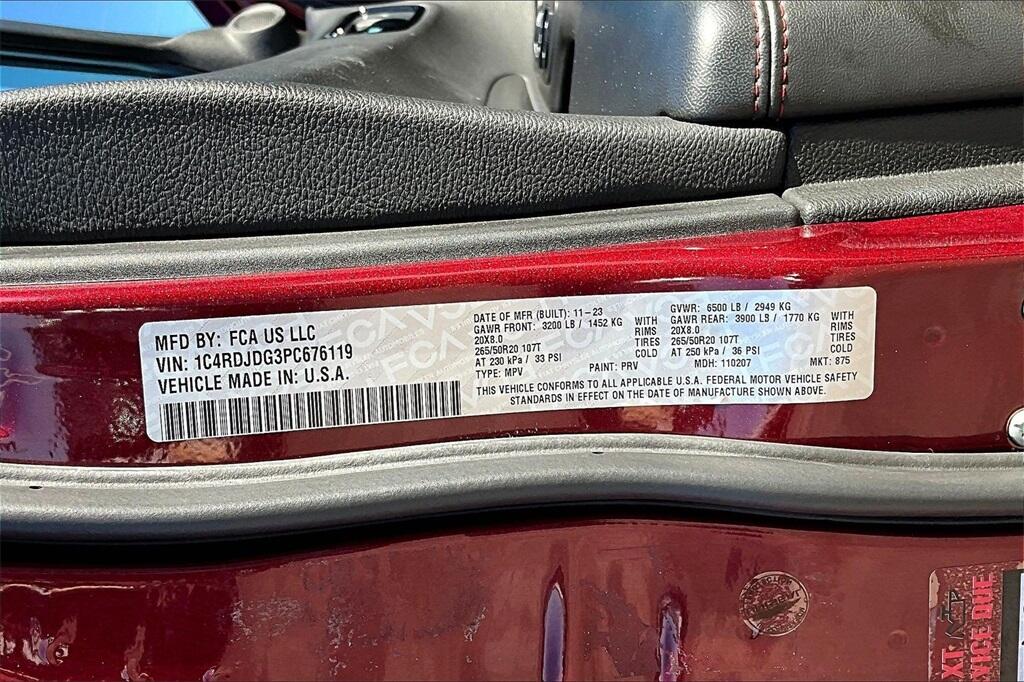 MFD BY: FCA US LLC
VIN: 1C4RDJDG3PC676119
VEHICLE MADE IN: U.S.A.
DATE OF MFR (BUILT): 11-23
GAWR FRONT: 3200 LB / 1452 KG WITH
20X8.0 RIMS
265/50R20 107T TIRES
AT 230 kPa / 33 PSI COLD
TYPE: MPV
PAINT: PRV
GVWR: 6500 LB / 2949 KG
GAWR REAR: 3900 LB / 1770 KG WITH
20X8.0 RIMS
265/50R20 107T TIRES
AT 250 kPa / 36 PSI COLD
MDH: 110207
MKT: 875
THIS VEHICLE CONFORMS TO ALL APPLICABLE U.S.A. FEDERAL MOTOR VEHICLE SAFETY
STANDARDS IN EFFECT ON THE DATE OF MANUFACTURE SHOWN ABOVE.
DUE